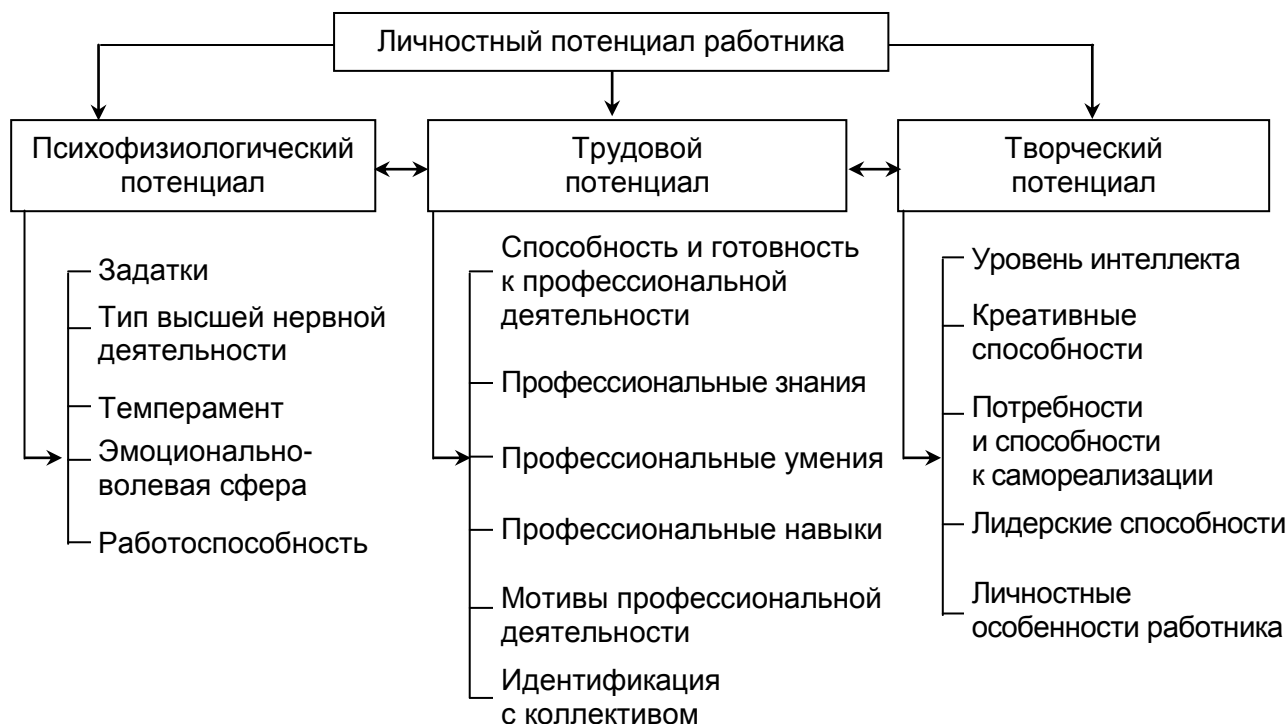 Личностный потенциал работника
Психофизиологический
потенциал
Трудовой
потенциал
Творческий
потенциал
Задатки
Тип высшей нервной
деятельности
Темперамент
Эмоционально-
волевая сфера
Работоспособность
Способность и готовность
к профессиональной
деятельности
Профессиональные знания
Профессиональные умения
Профессиональные навыки
Мотивы профессиональной
деятельности
Идентификация
с коллективом
Уровень интеллекта
Креативные
способности
Потребности
и способности
к самореализации
Лидерские способности
Личностные
особенности работника